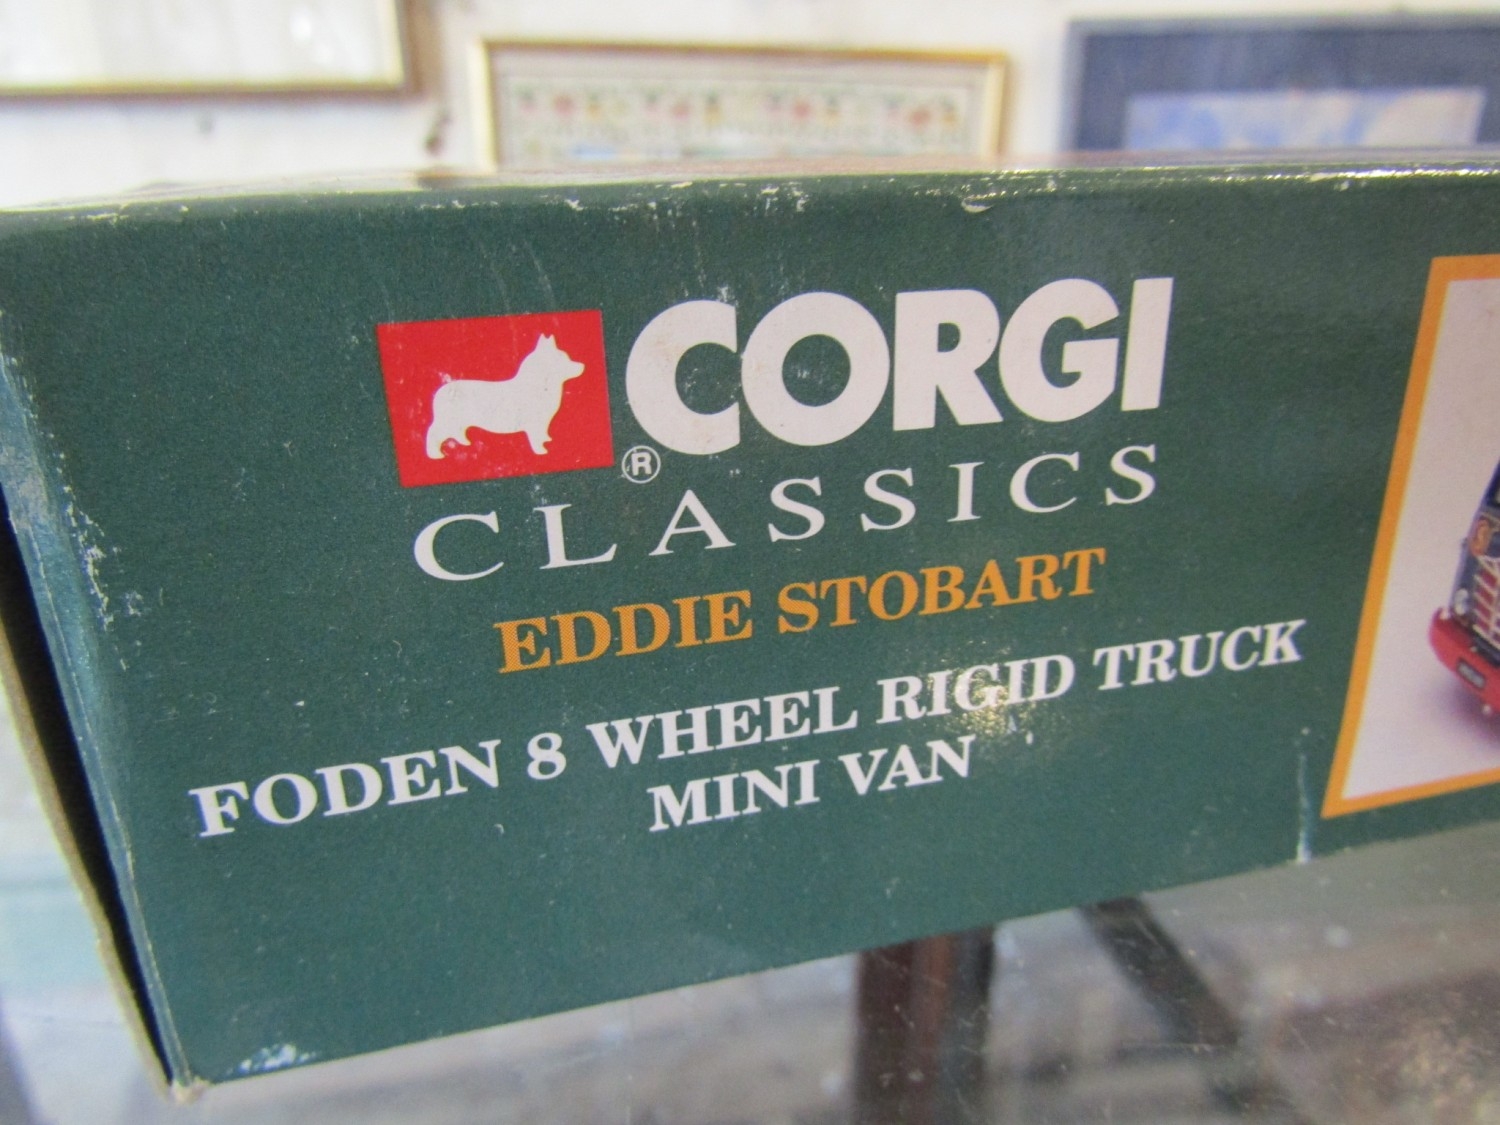 CORGI
®
CLASSICS
EDDIE STOBART
FODEN 8 WHEEL RIGID TRUCK
MINI VAN